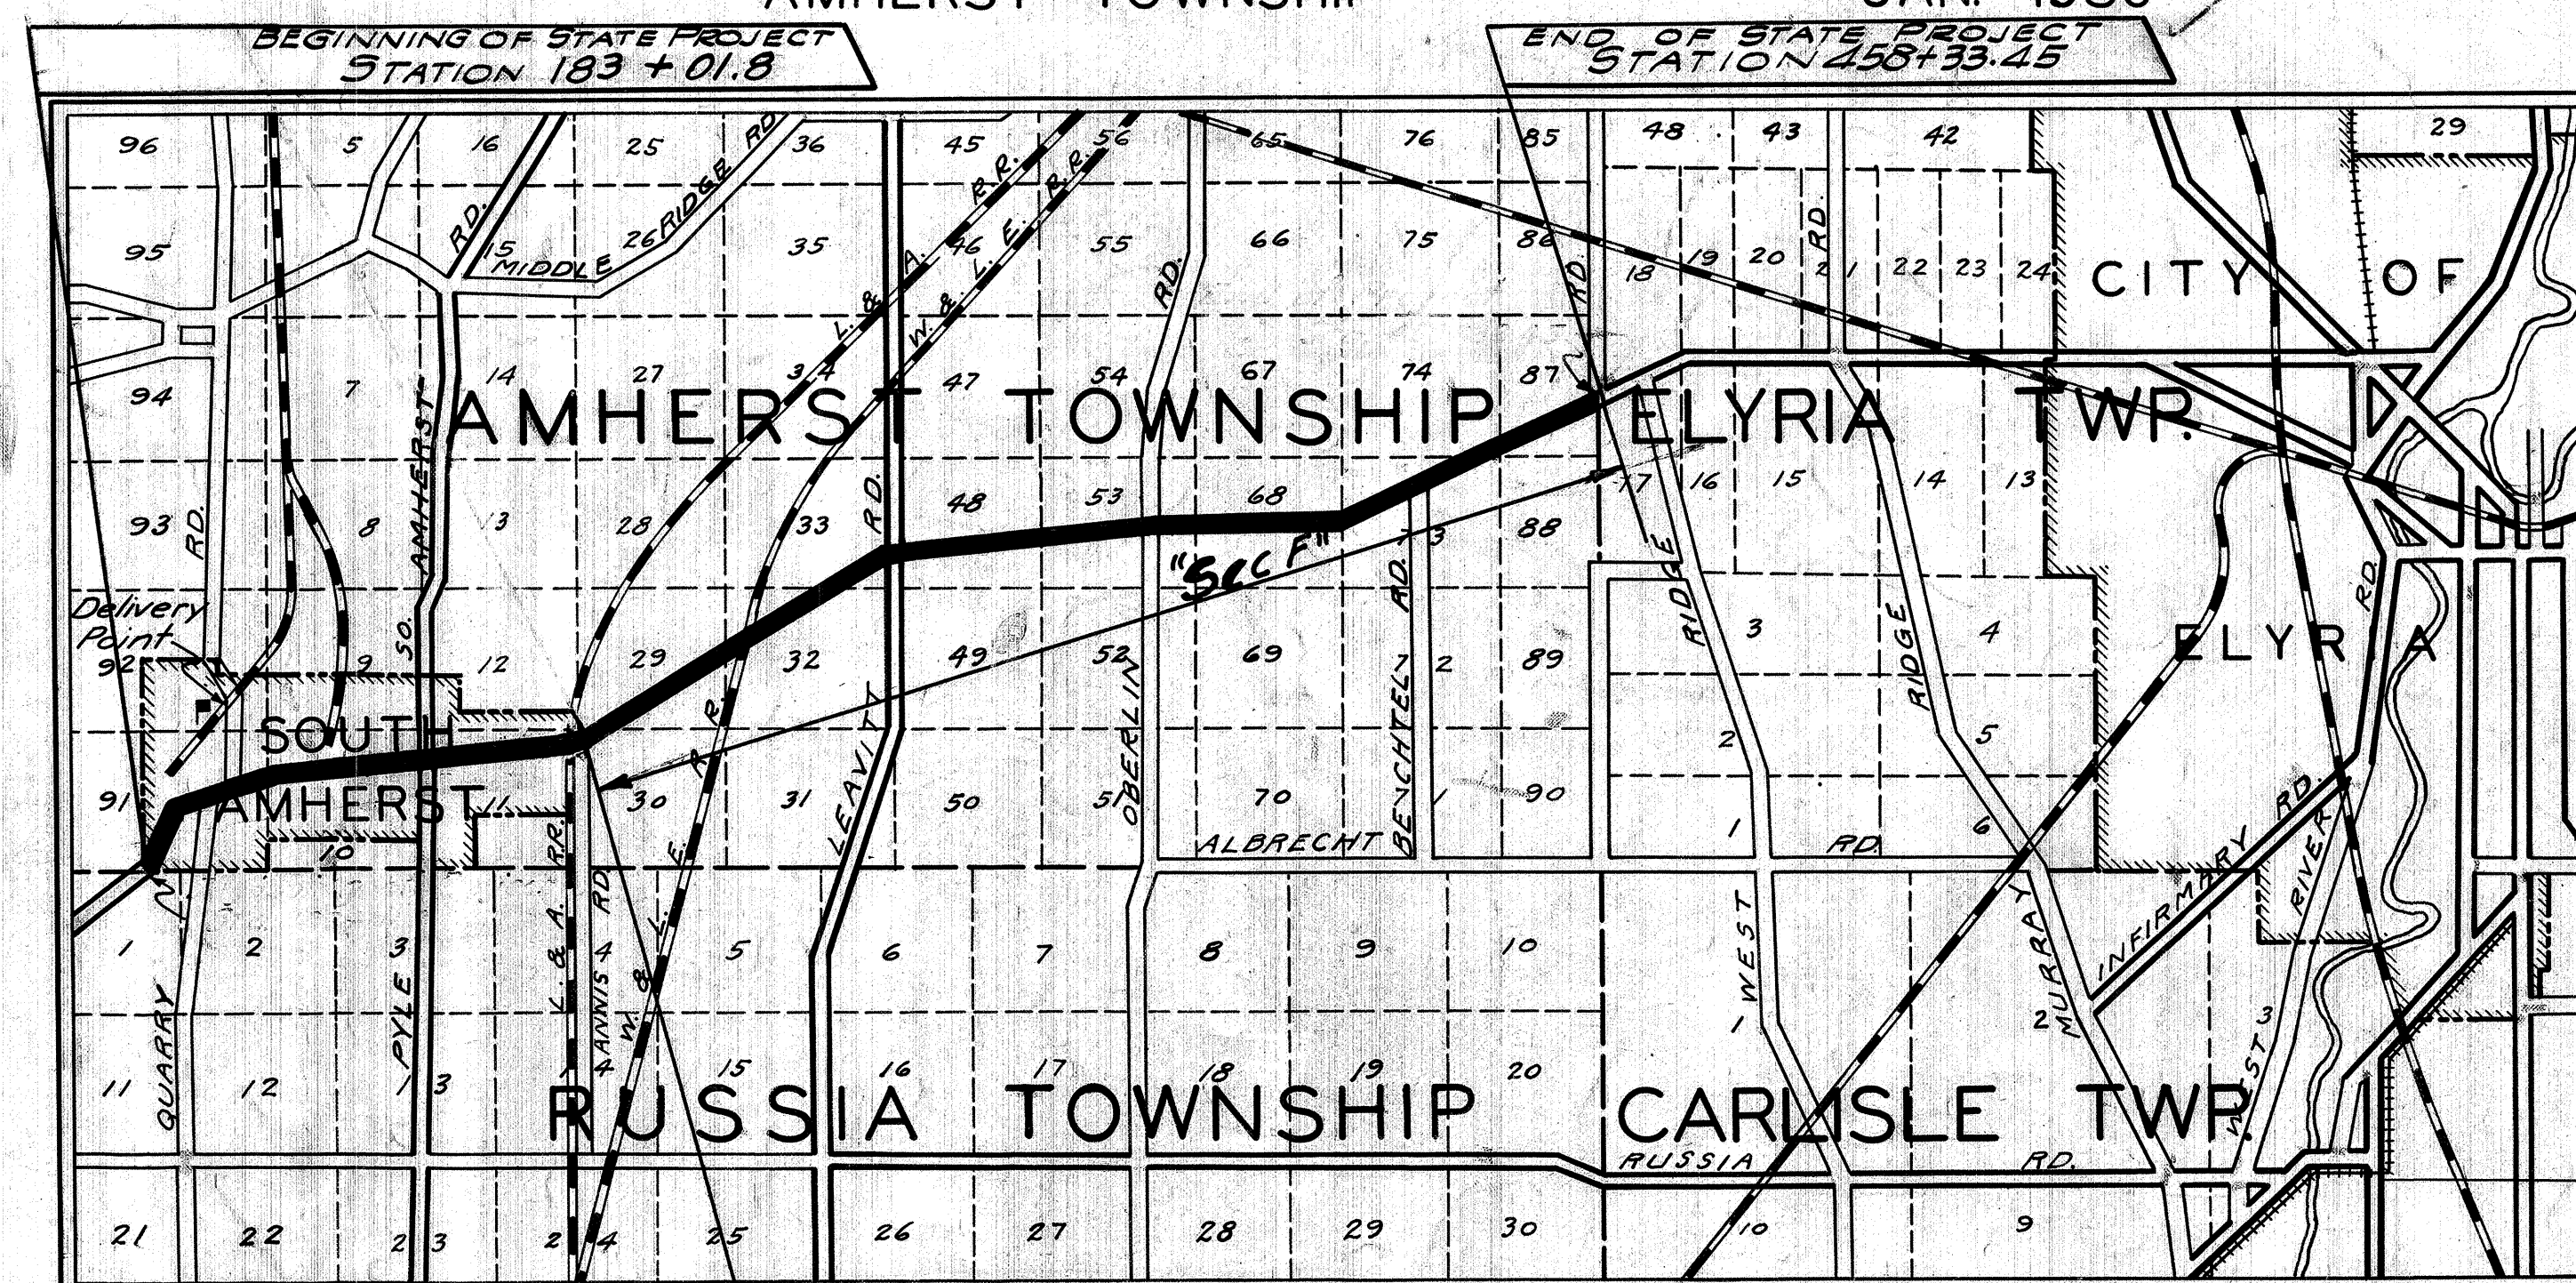 AMHERST TOWNSHIP
JAN.
BEGINNING OF STATE PROJECT
STATION 183 + 01.8
END OF STATE PROJECT
STATION 458+33.45
96 5 16 25 36 45 56 65 76 85 48 43 42 29
RIDGE RD.
RD.
R.R.
R.R.
95 15 26 35 46 55 66 75 86 18 19 20 21 22 23 24
MIDDLE
L. & A.
W. & L. E.
RD.
RD.
RD.
CITY OF
94 7 14 27 34 47 54 67 74 87
AMHERST TOWNSHIP ELYRIA TWP.
93 8 13 28 33 48 53 68 73 88 17 16 15 14 13
RD.
SO. AMHERST
RD.
"Sec F"
Delivery
Point
92 9 12 29 32 49 52 69 72 89 3 4
RIDGE
RIDGE
RD.
ELYRIA
SOUTH
AMHERST
91 11 30 31 50 51 70 71 90 2 5
10 1 6
R.R.
LEAVITT
OBERLIN
BENCHTEL RD.
ALBRECHT RD.
L. & A. RR.
ANNIS RD.
W. & L. E.
INFIRMARY RD.
RIVER
1 2 3 4 5 6 7 8 9 10 1
QUARRY
PYLE
WEST
MURRAY
WEST
11 12 13 14 15 16 17 18 19 20 2 3
RUSSIA TOWNSHIP CARLISLE TWP.
RUSSIA RD.
21 22 23 24 25 26 27 28 29 30 10 9